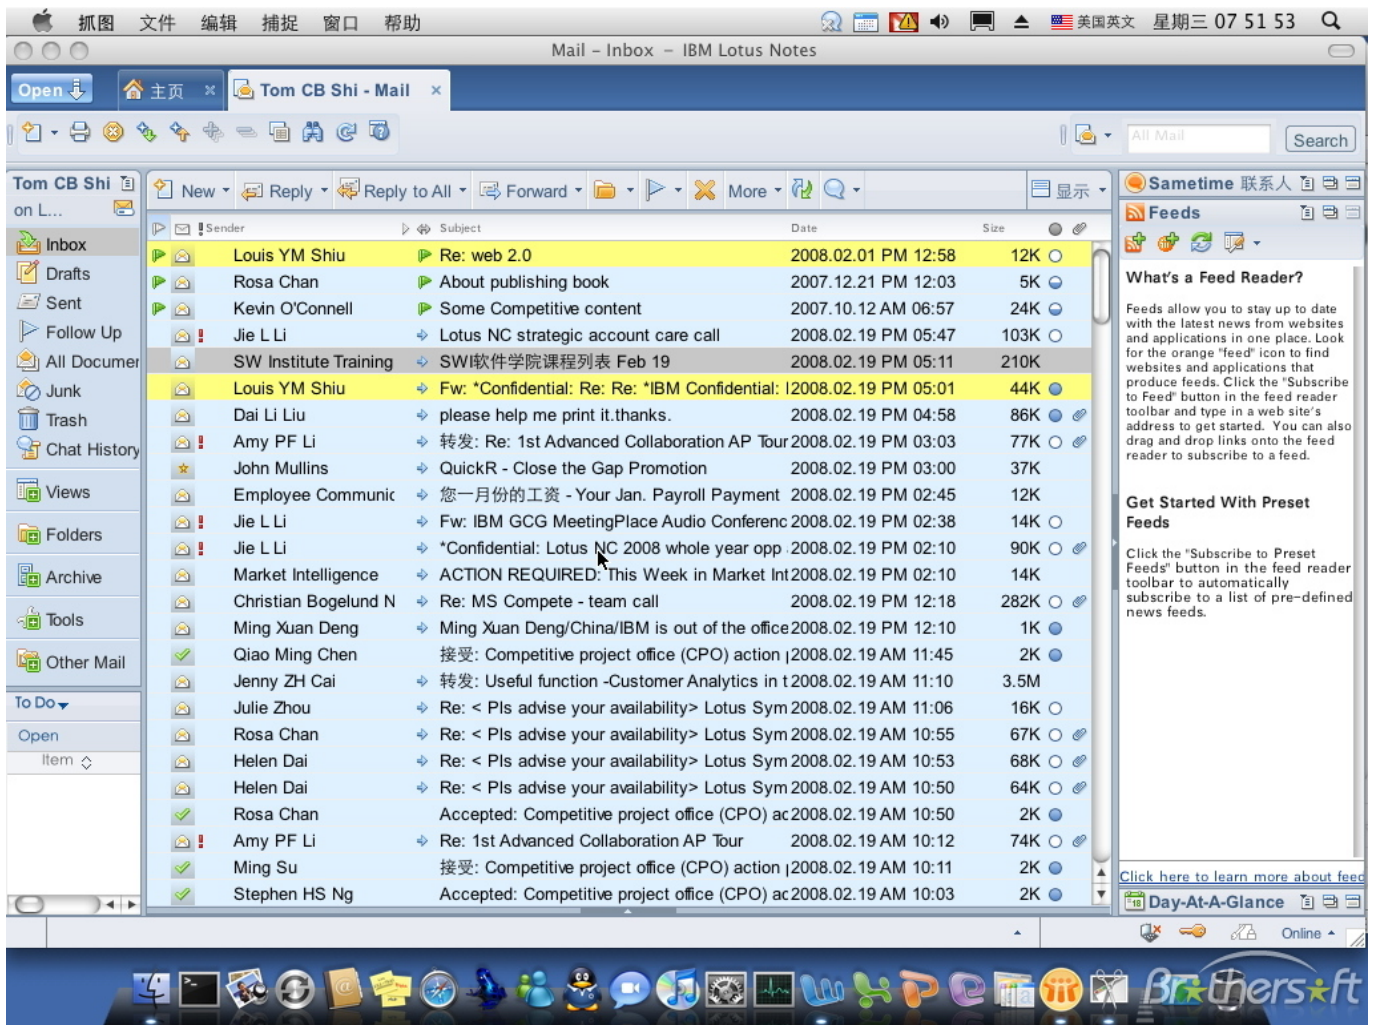 抓图 文件 编辑 捕捉 窗口 帮助 美国英文 星期三 07 51 53
Mail – Inbox – IBM Lotus Notes
Open 主页 × Tom CB Shi - Mail ×
All Mail Search
Tom CB Shi
on L...
Inbox
Drafts
Sent
Follow Up
All Documer
Junk
Trash
Chat History
Views
Folders
Archive
Tools
Other Mail
To Do
Open
Item
New Reply Reply to All Forward More 显示
Sender Subject Date Size
Louis YM Shiu Re: web 2.0 2008.02.01 PM 12:58 12K
Rosa Chan About publishing book 2007.12.21 PM 12:03 5K
Kevin O'Connell Some Competitive content 2007.10.12 AM 06:57 24K
! Jie L Li Lotus NC strategic account care call 2008.02.19 PM 05:47 103K
SW Institute Training SWI软件学院课程列表 Feb 19 2008.02.19 PM 05:11 210K
Louis YM Shiu Fw: *Confidential: Re: Re: *IBM Confidential: I 2008.02.19 PM 05:01 44K
Dai Li Liu please help me print it.thanks. 2008.02.19 PM 04:58 86K
! Amy PF Li 转发: Re: 1st Advanced Collaboration AP Tour 2008.02.19 PM 03:03 77K
John Mullins QuickR - Close the Gap Promotion 2008.02.19 PM 03:00 37K
Employee Communic 您一月份的工资 - Your Jan. Payroll Payment 2008.02.19 PM 02:45 12K
! Jie L Li Fw: IBM GCG MeetingPlace Audio Conferenc 2008.02.19 PM 02:38 14K
! Jie L Li *Confidential: Lotus NC 2008 whole year opp 2008.02.19 PM 02:10 90K
Market Intelligence ACTION REQUIRED: This Week in Market Int 2008.02.19 PM 02:10 14K
Christian Bogelund N Re: MS Compete - team call 2008.02.19 PM 12:18 282K
Ming Xuan Deng Ming Xuan Deng/China/IBM is out of the office 2008.02.19 PM 12:10 1K
Qiao Ming Chen 接受: Competitive project office (CPO) action 2008.02.19 AM 11:45 2K
Jenny ZH Cai 转发: Useful function -Customer Analytics in t 2008.02.19 AM 11:10 3.5M
Julie Zhou Re: < Pls advise your availability> Lotus Sym 2008.02.19 AM 11:06 16K
Rosa Chan Re: < Pls advise your availability> Lotus Sym 2008.02.19 AM 10:55 67K
Helen Dai Re: < Pls advise your availability> Lotus Sym 2008.02.19 AM 10:53 68K
Helen Dai Re: < Pls advise your availability> Lotus Sym 2008.02.19 AM 10:50 64K
Rosa Chan Accepted: Competitive project office (CPO) ac 2008.02.19 AM 10:50 2K
! Amy PF Li Re: 1st Advanced Collaboration AP Tour 2008.02.19 AM 10:12 74K
Ming Su 接受: Competitive project office (CPO) action 2008.02.19 AM 10:11 2K
Stephen HS Ng Accepted: Competitive project office (CPO) ac 2008.02.19 AM 10:03 2K
Sametime 联系人
Feeds
What's a Feed Reader?
Feeds allow you to stay up to date
with the latest news from websites
and applications in one place. Look
for the orange "feed" icon to find
websites and applications that
produce feeds. Click the "Subscribe
to Feed" button in the feed reader
toolbar and type in a web site's
address to get started. You can also
drag and drop links onto the feed
reader to subscribe to a feed.
Get Started With Preset
Feeds
Click the "Subscribe to Preset
Feeds" button in the feed reader
toolbar to automatically
subscribe to a list of pre-defined
news feeds.
Click here to learn more about feed
18 Day-At-A-Glance
Online
Brothersoft